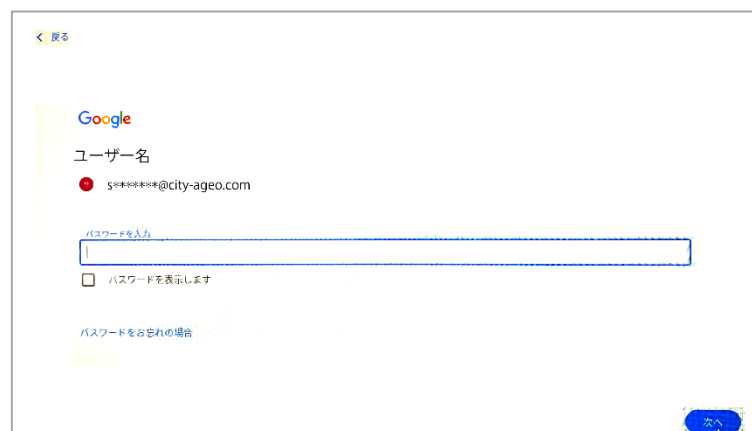 戻る
Google
ユーザー名
s*******@city-ageo.com
パスワードを入力
パスワードを表示します
パスワードをお忘れの場合
次へ